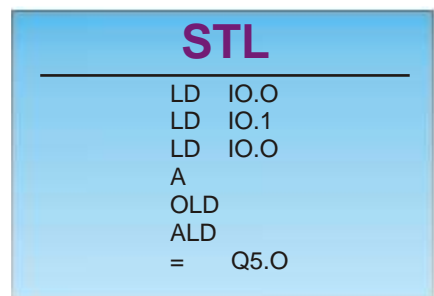 STL
LD IO.O
LD IO.1
LD IO.O
A
OLD
ALD
= Q5.O